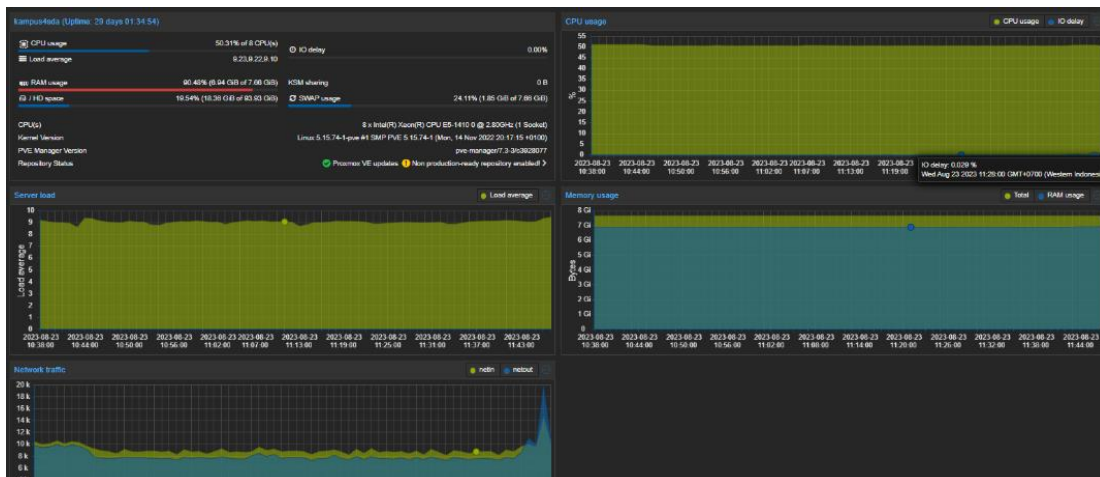 kampus4eda (Uptime: 29 days 01:34:54)
CPU usage 50.31% of 8 CPU(s)
IO delay 0.00%
Load average 9.23,9.22,9.10
RAM usage 90.48% (6.94 GiB of 7.66 GiB)
KSM sharing 0 B
/ HD space 19.54% (18.36 GiB of 93.93 GiB)
SWAP usage 24.11% (1.85 GiB of 7.66 GiB)
CPU(s) 8 x Intel(R) Xeon(R) CPU E5-1410 0 @ 2.80GHz (1 Socket)
Kernel Version Linux 5.15.74-1-pve #1 SMP PVE 5.15.74-1 (Mon, 14 Nov 2022 20:17:15 +0100)
PVE Manager Version
Repository Status Proxmox VE updates Non production-ready repository enabled!
CPU usage
CPU usage IO delay
55
50
45
40
35
30
25
20
15
10
5
0
%
2023-08-23 2023-08-23 2023-08-23 2023-08-23 2023-08-23 2023-08-23 2023-08-23 2023-08-23
10:38:00 10:44:00 10:50:00 10:56:00 11:02:00 11:07:00 11:13:00 11:19:00
IO delay: 0.029 %
Wed Aug 23 2023 11:28:00 GMT+0700 (Western Indones
Server load
Load average
10
9
8
7
6
5
4
3
2
1
0
Load average
2023-08-23 2023-08-23 2023-08-23 2023-08-23 2023-08-23 2023-08-23 2023-08-23 2023-08-23 2023-08-23 2023-08-23 2023-08-23 2023-08-23
10:38:00 10:44:00 10:50:00 10:56:00 11:02:00 11:07:00 11:13:00 11:19:00 11:25:00 11:31:00 11:37:00 11:43:00
Memory usage
Total RAM usage
8 Gi
7 Gi
6 Gi
5 Gi
4 Gi
3 Gi
2 Gi
1 Gi
0
Bytes
2023-08-23 2023-08-23 2023-08-23 2023-08-23 2023-08-23 2023-08-23 2023-08-23 2023-08-23 2023-08-23 2023-08-23 2023-08-23 2023-08-23
10:38:00 10:44:00 10:50:00 10:56:00 11:02:00 11:08:00 11:14:00 11:20:00 11:26:00 11:32:00 11:38:00 11:44:00
Network traffic
netin netout
20 k
18 k
16 k
14 k
12 k
10 k
8 k
6 k